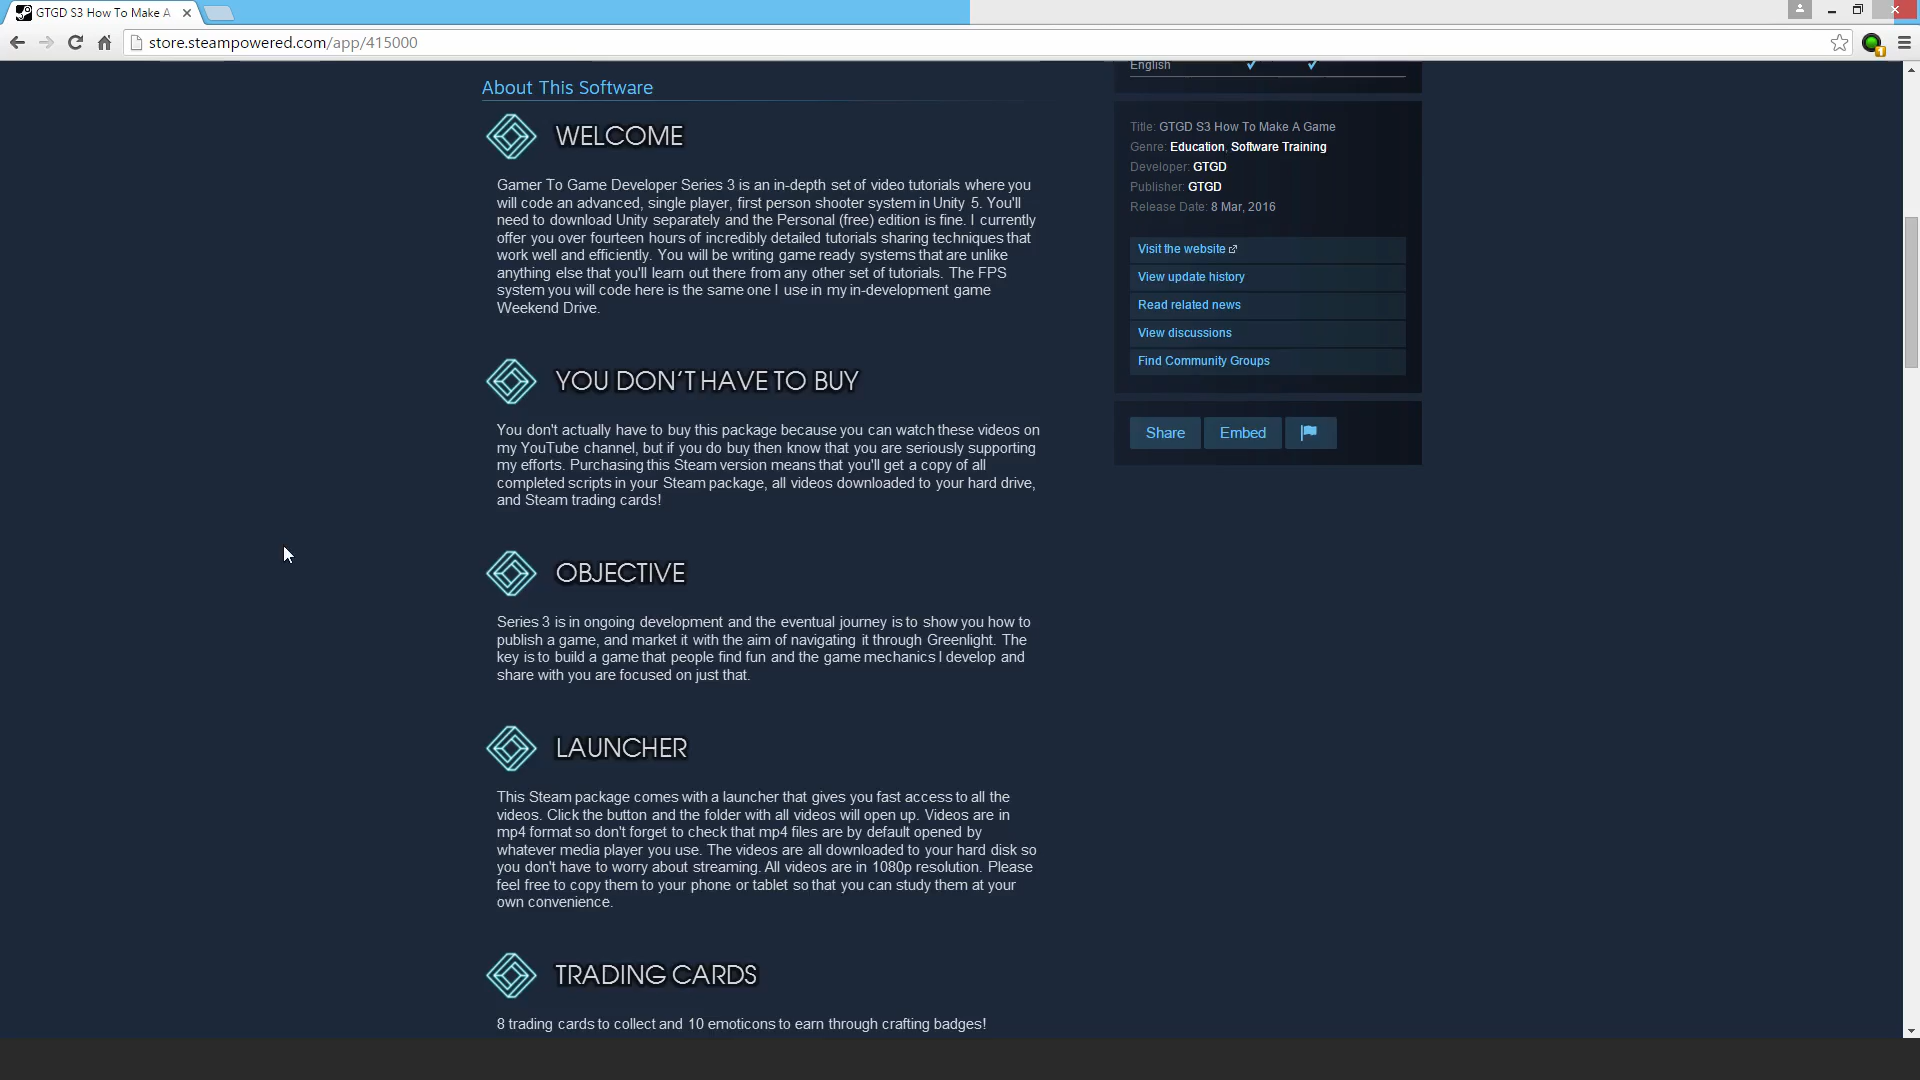 GTGD S3 How To Make A
store.steampowered.com/app/415000
English
About This Software
WELCOME
Gamer To Game Developer Series 3 is an in-depth set of video tutorials where you
will code an advanced, single player, first person shooter system in Unity 5. You'll
need to download Unity separately and the Personal (free) edition is fine. I currently
offer you over fourteen hours of incredibly detailed tutorials sharing techniques that
work well and efficiently. You will be writing game ready systems that are unlike
anything else that you'll learn out there from any other set of tutorials. The FPS
system you will code here is the same one I use in my in-development game
Weekend Drive.
YOU DON'T HAVE TO BUY
You don't actually have to buy this package because you can watch these videos on
my YouTube channel, but if you do buy then know that you are seriously supporting
my efforts. Purchasing this Steam version means that you'll get a copy of all
completed scripts in your Steam package, all videos downloaded to your hard drive,
and Steam trading cards!
OBJECTIVE
Series 3 is in ongoing development and the eventual journey is to show you how to
publish a game, and market it with the aim of navigating it through Greenlight. The
key is to build a game that people find fun and the game mechanics I develop and
share with you are focused on just that.
LAUNCHER
This Steam package comes with a launcher that gives you fast access to all the
videos. Click the button and the folder with all videos will open up. Videos are in
mp4 format so don't forget to check that mp4 files are by default opened by
whatever media player you use. The videos are all downloaded to your hard disk so
you don't have to worry about streaming. All videos are in 1080p resolution. Please
feel free to copy them to your phone or tablet so that you can study them at your
own convenience.
TRADING CARDS
8 trading cards to collect and 10 emoticons to earn through crafting badges!
Title: GTGD S3 How To Make A Game
Genre: Education, Software Training
Developer: GTGD
Publisher: GTGD
Release Date: 8 Mar, 2016
Visit the website
View update history
Read related news
View discussions
Find Community Groups
Share
Embed